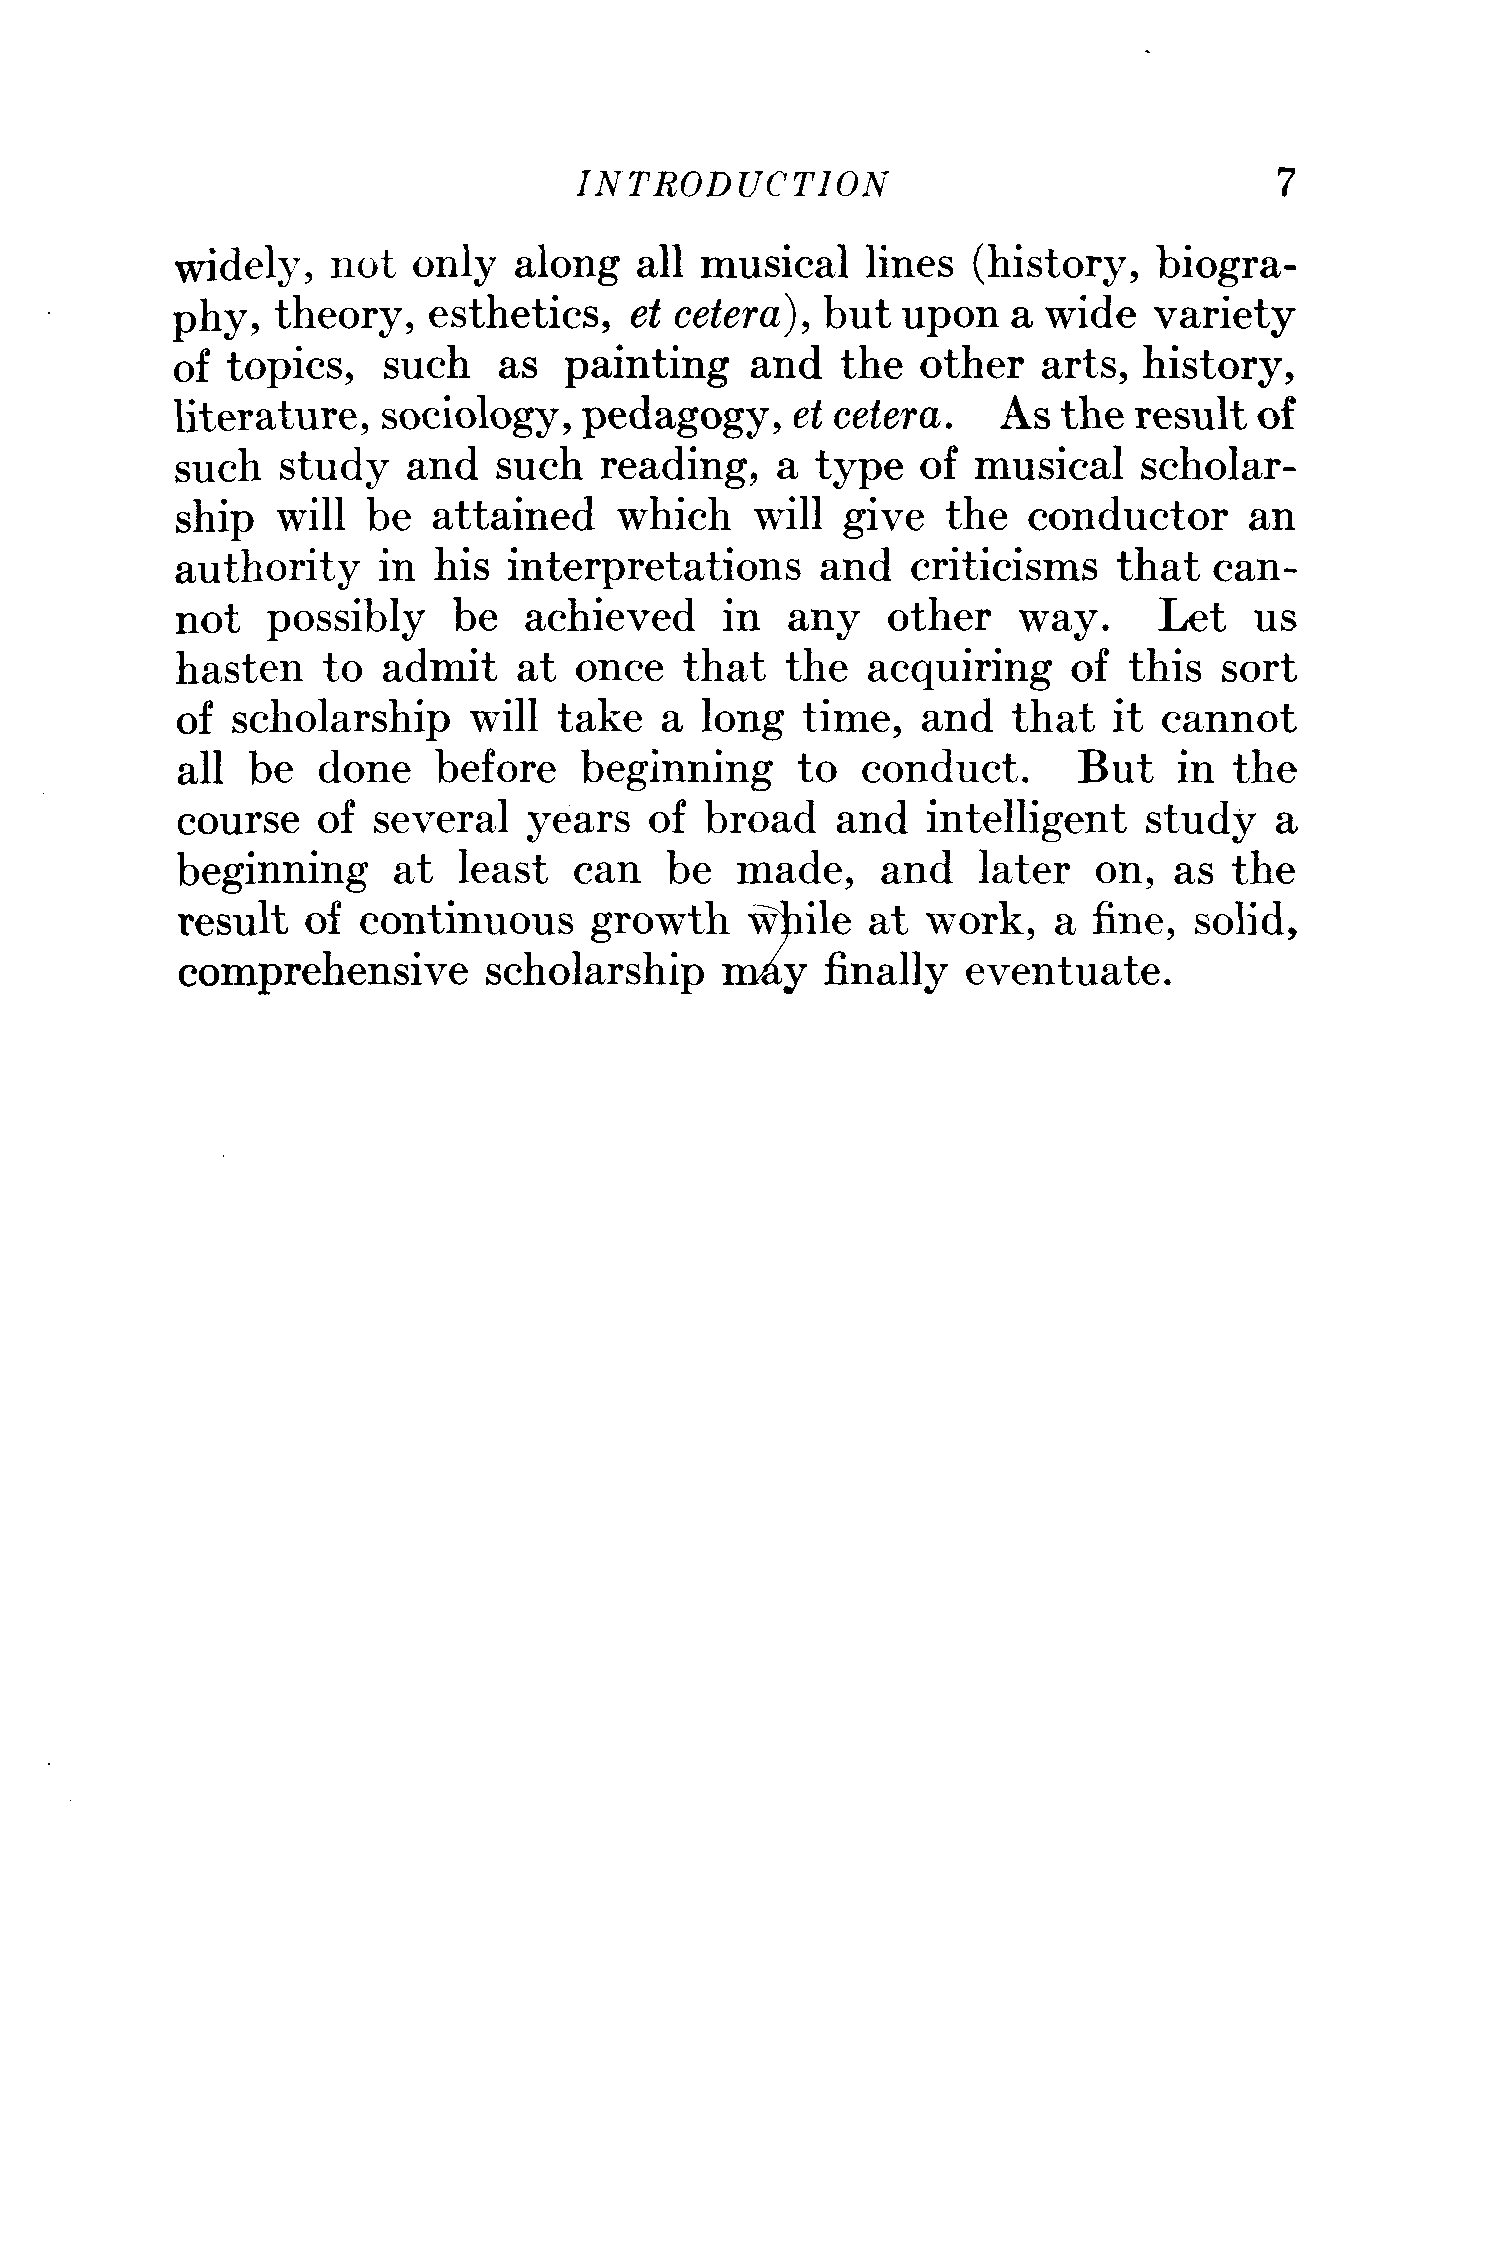 INTRODUCTION 7
widely, not only along all musical lines (history, biogra-
phy, theory, esthetics, et cetera), but upon a wide variety
of topics, such as painting and the other arts, history,
literature, sociology, pedagogy, et cetera. As the result of
such study and such reading, a type of musical scholar-
ship will be attained which will give the conductor an
authority in his interpretations and criticisms that can-
not possibly be achieved in any other way. Let us
hasten to admit at once that the acquiring of this sort
of scholarship will take a long time, and that it cannot
all be done before beginning to conduct. But in the
course of several years of broad and intelligent study a
beginning at least can be made, and later on, as the
result of continuous growth while at work, a fine, solid,
comprehensive scholarship may finally eventuate.